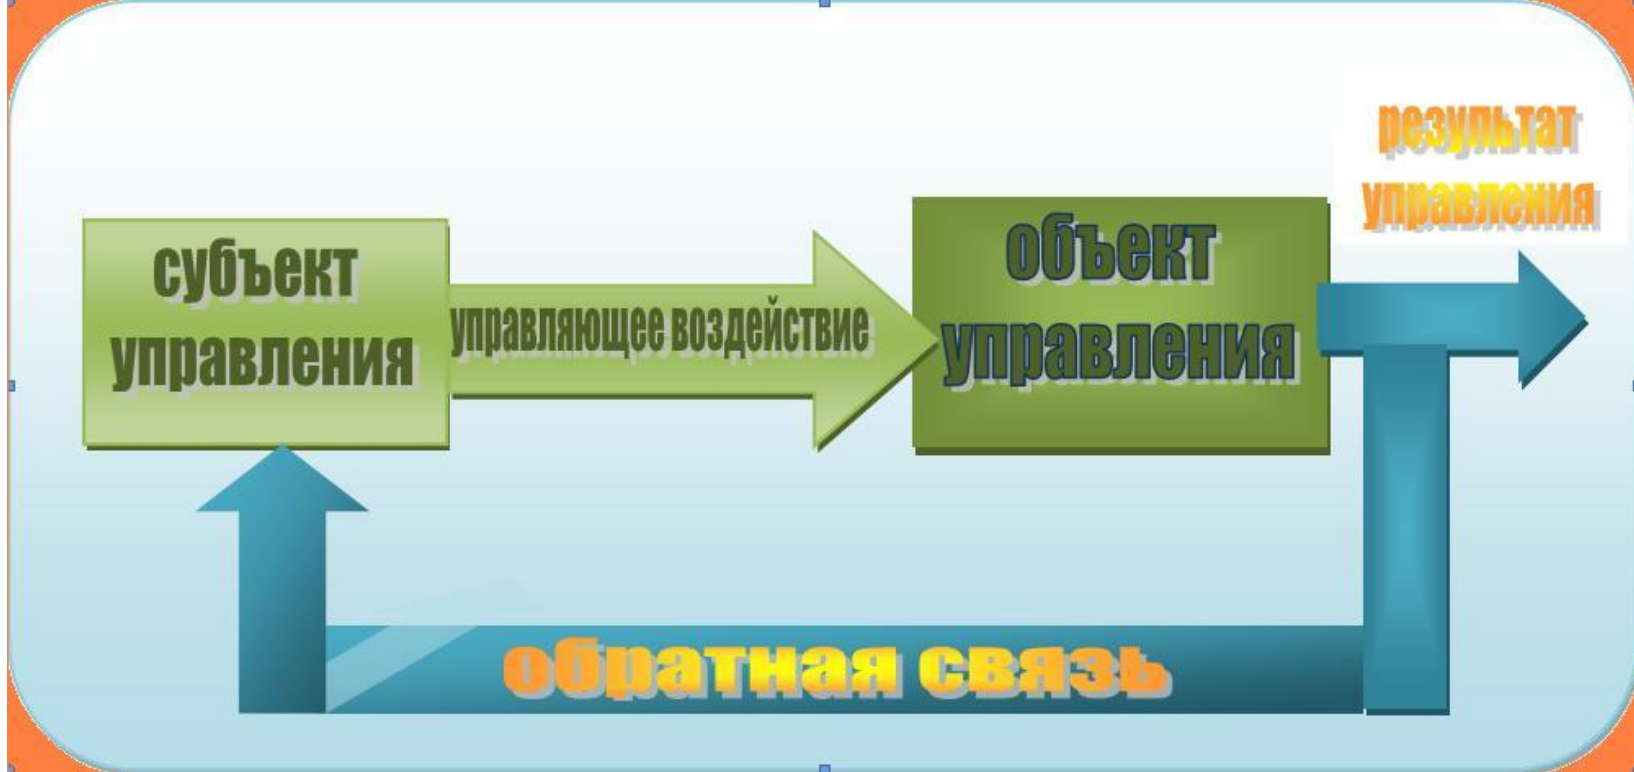 результат
управления
субъект
управления
управляющее воздействие
объект
управления
обратная связь